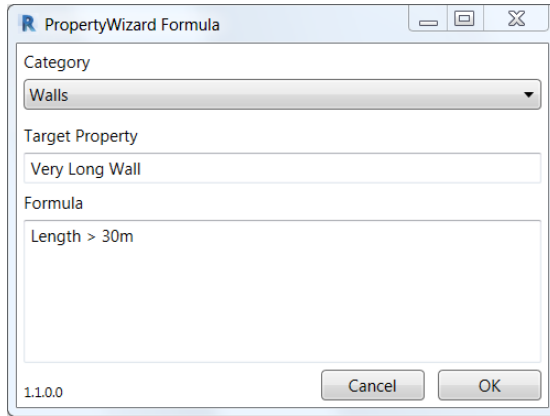 R PropertyWizard Formula
Category
Walls
Target Property
Very Long Wall
Formula
Length > 30m
1.1.0.0
Cancel
OK